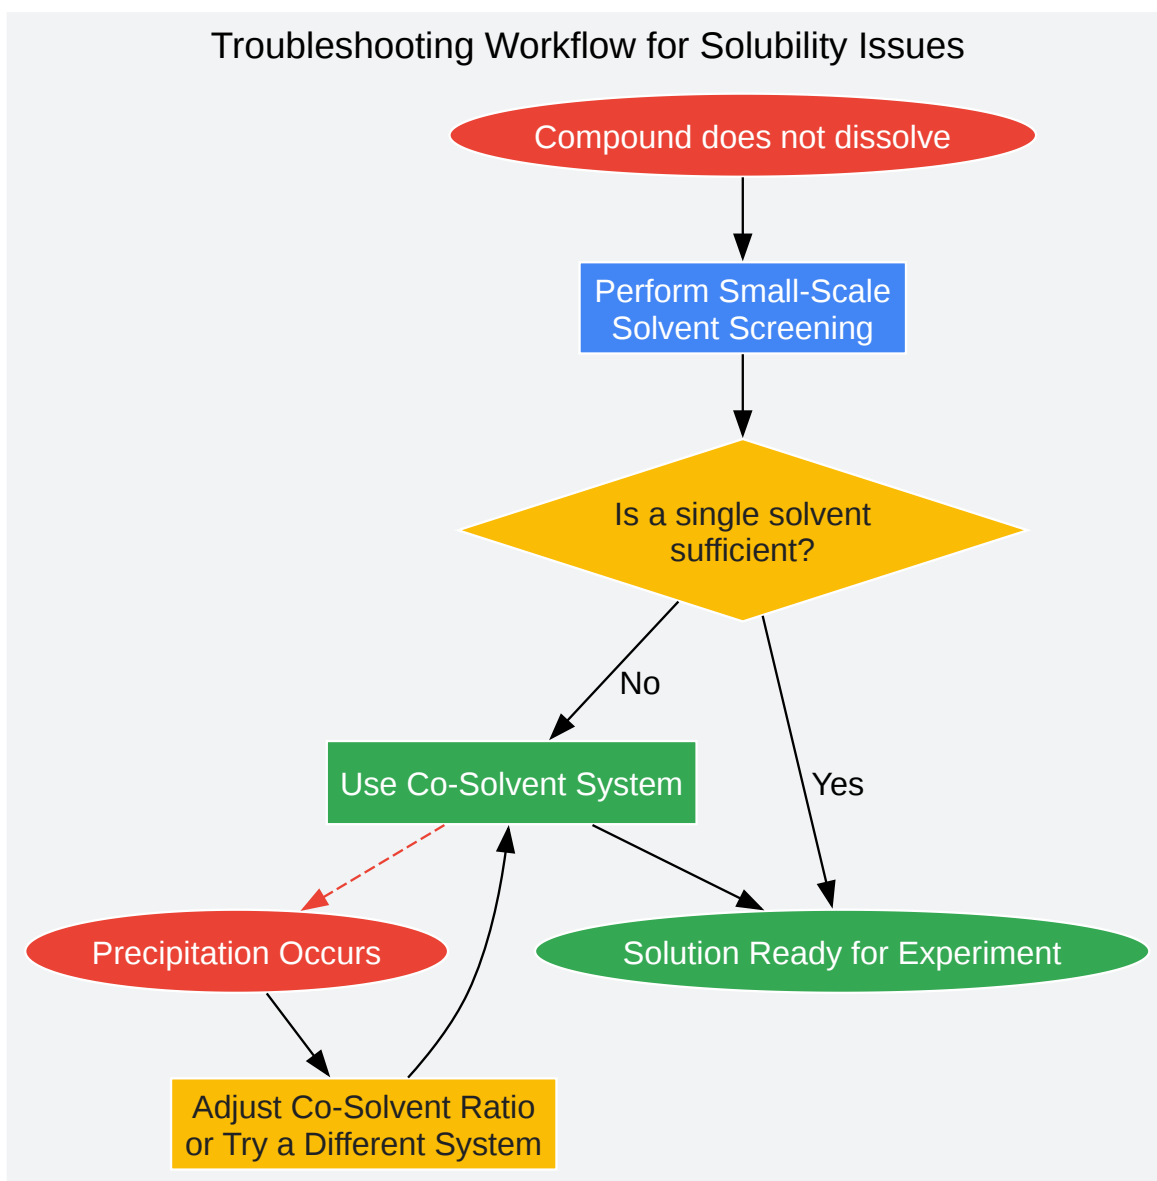 Troubleshooting Workflow for Solubility Issues
Compound does not dissolve
Perform Small-Scale
Solvent Screening
Is a single solvent
sufficient?
No
Yes
Use Co-Solvent System
Precipitation Occurs
Solution Ready for Experiment
Adjust Co-Solvent Ratio
or Try a Different System